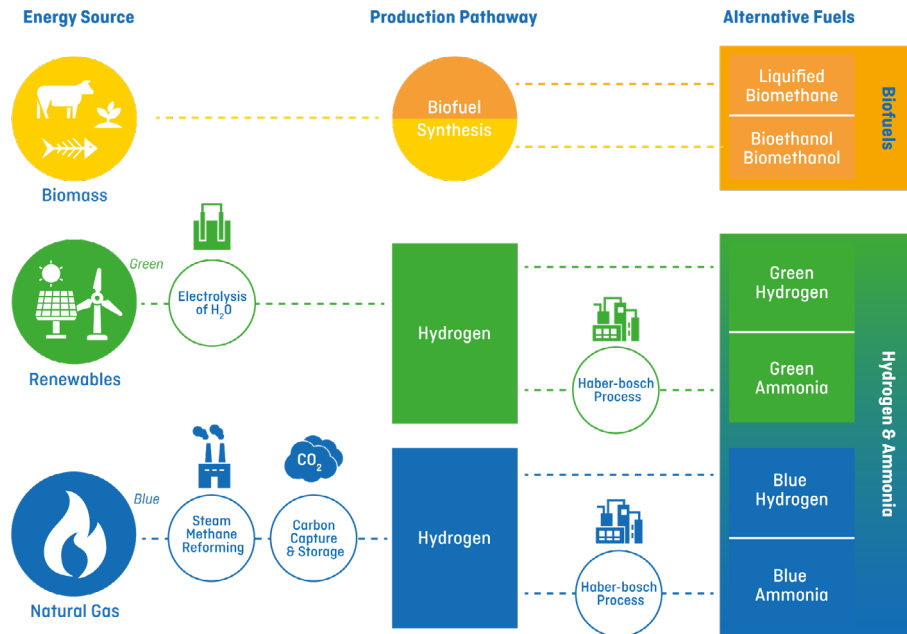 Energy Source
Production Pathway
Alternative Fuels
Biomass
Biofuel
Synthesis
Liquified
Biomethane
Bioethanol
Biomethanol
Biofuels
Renewables
Green
Electrolysis
of H₂O
Hydrogen
Haber-bosch
Process
Green
Hydrogen
Green
Ammonia
Hydrogen & Ammonia
Natural Gas
Blue
Steam
Methane
Reforming
CO₂
Carbon
Capture
& Storage
Hydrogen
Haber-bosch
Process
Blue
Hydrogen
Blue
Ammonia